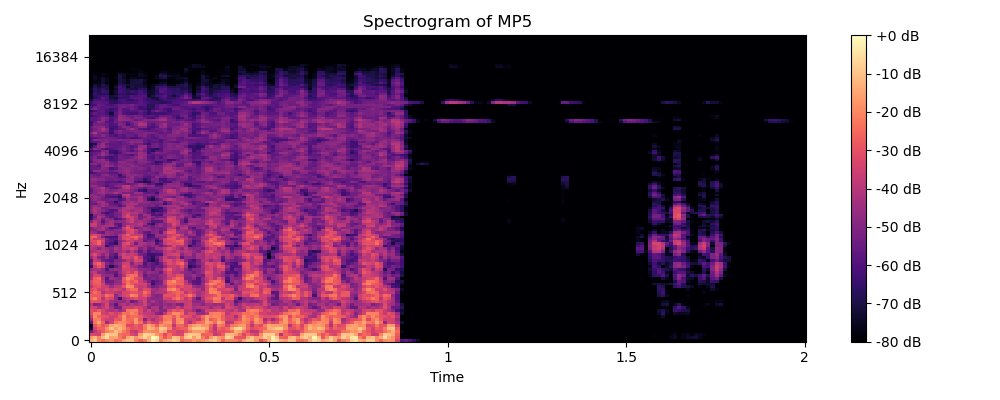 Spectrogram of MP5
16384
8192
4096
2048
1024
512
0
Hz
0
0.5
1
1.5
2
Time
+0 dB
-10 dB
-20 dB
-30 dB
-40 dB
-50 dB
-60 dB
-70 dB
-80 dB